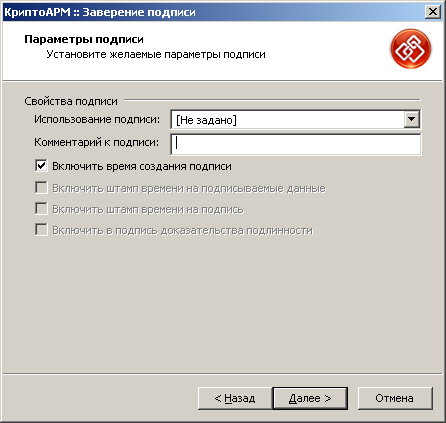 КриптоАРМ :: Заверение подписи
Параметры подписи
Установите желаемые параметры подписи
Свойства подписи
Использование подписи: [Не задано]
Комментарий к подписи:
Включить время создания подписи
Включить штамп времени на подписываемые данные
Включить штамп времени на подпись
Включить в подпись доказательства подлинности
< Назад Далее > Отмена